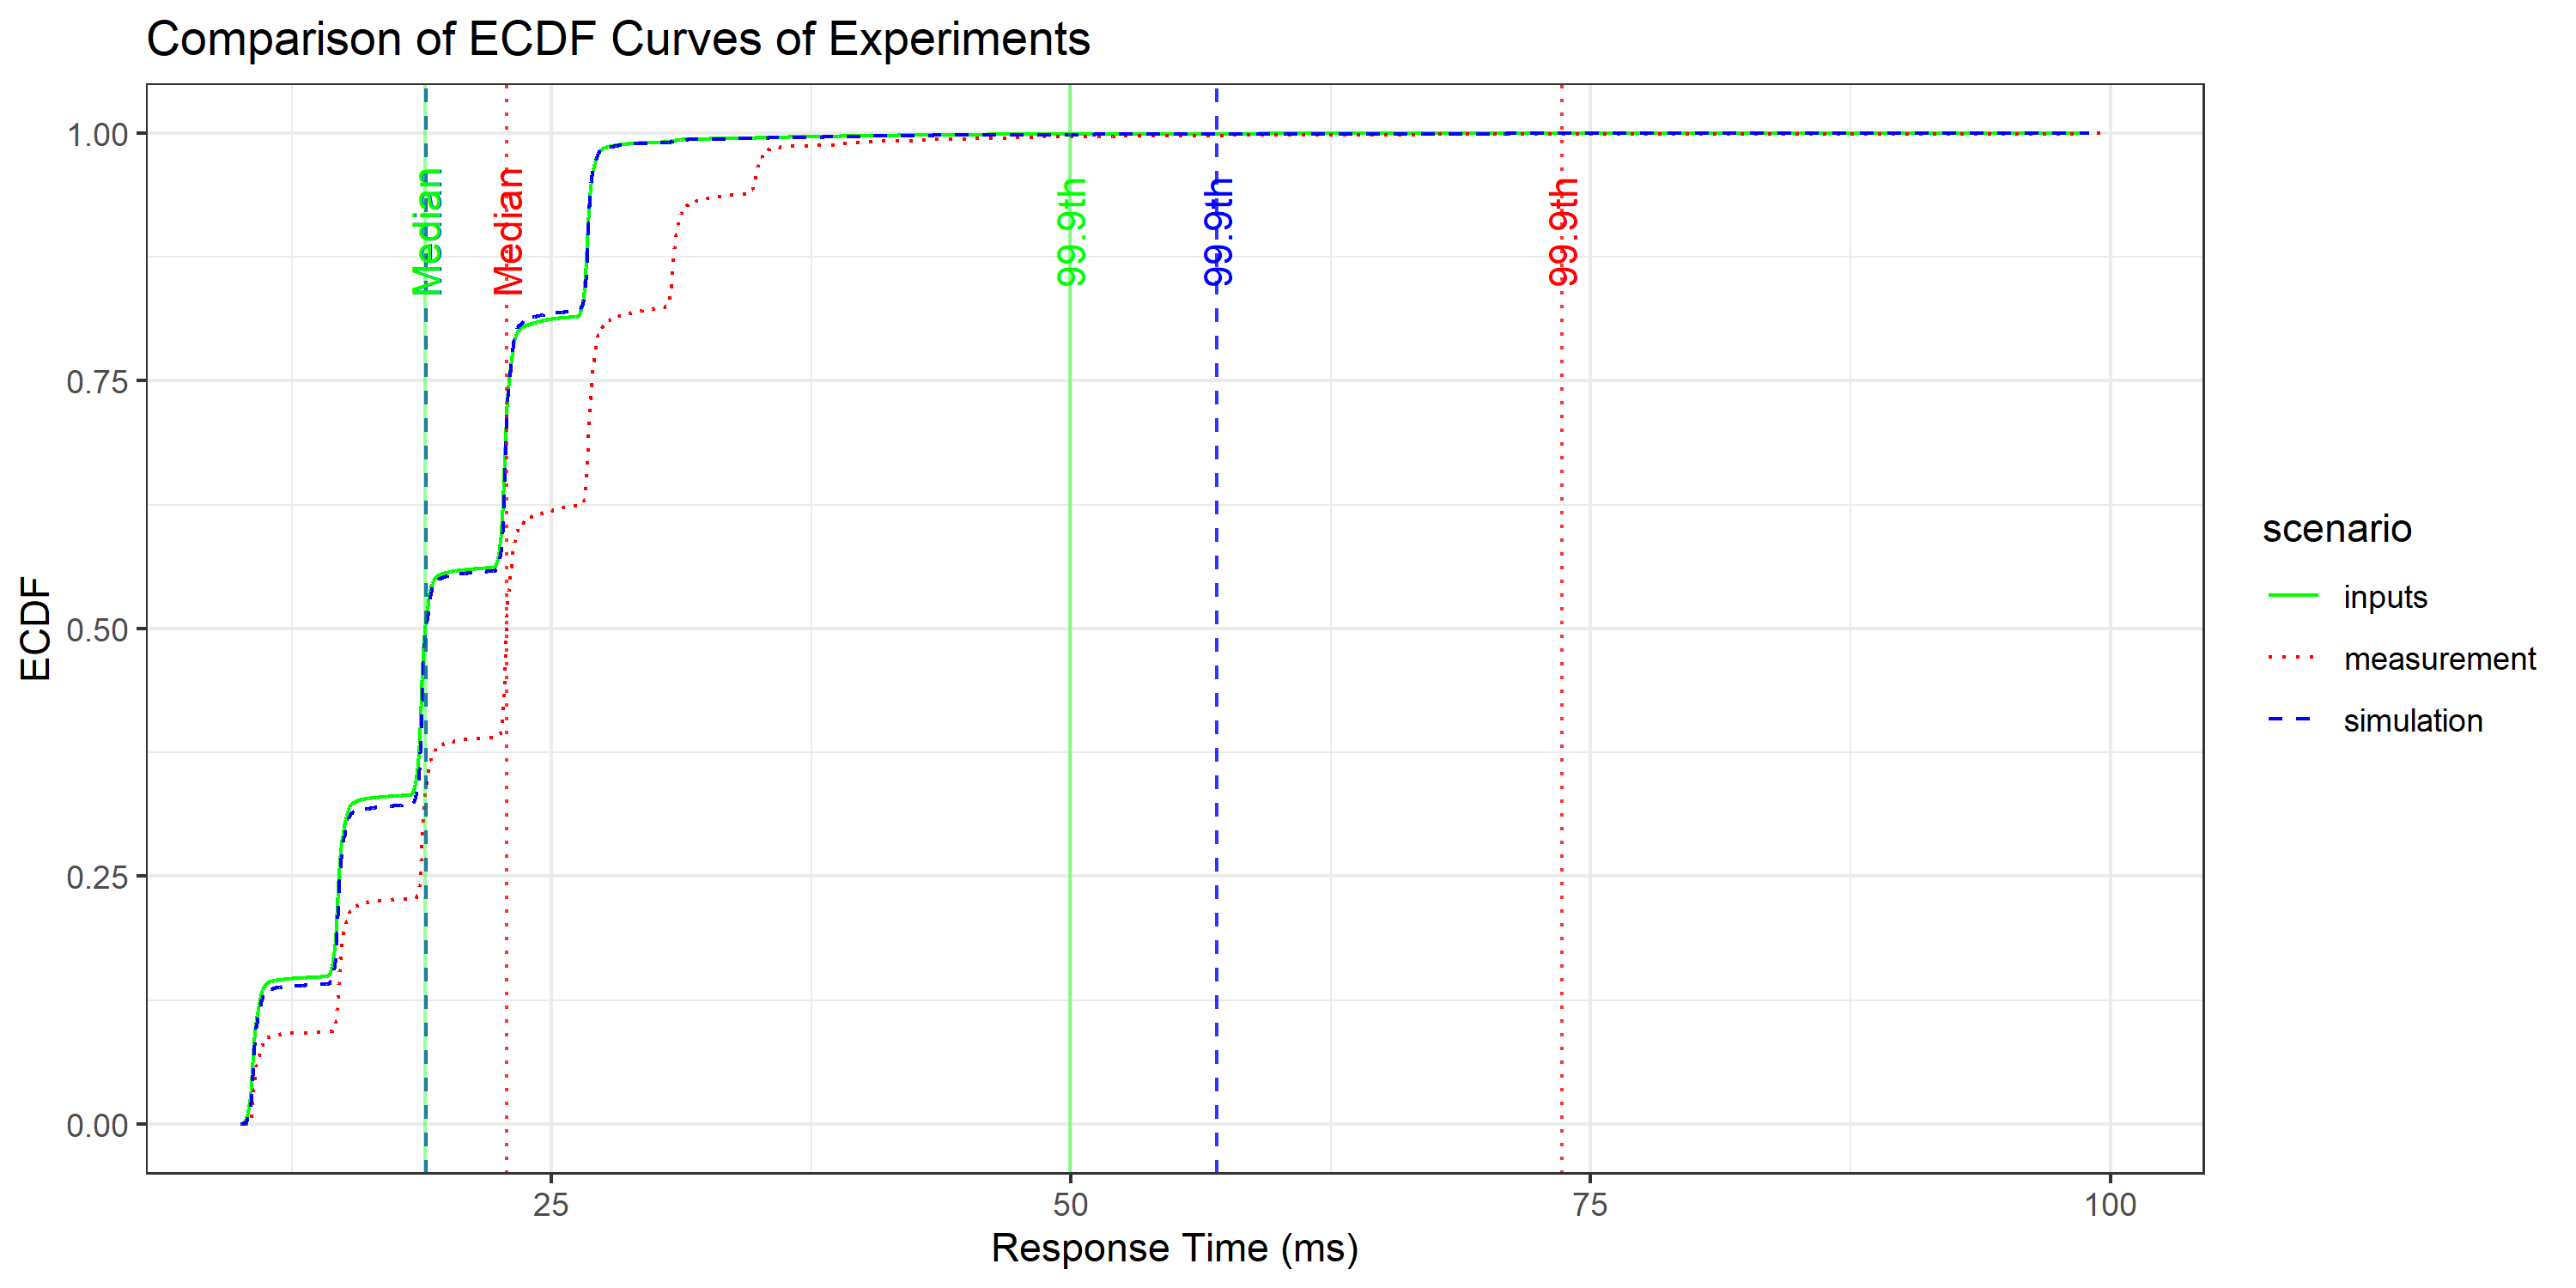 Comparison of ECDF Curves of Experiments
1.00
0.75
0.50
0.25
0.00
ECDF
Median
Median
Median
99.9th
99.9th
99.9th
25
50
75
100
Response Time (ms)
scenario
inputs
measurement
simulation